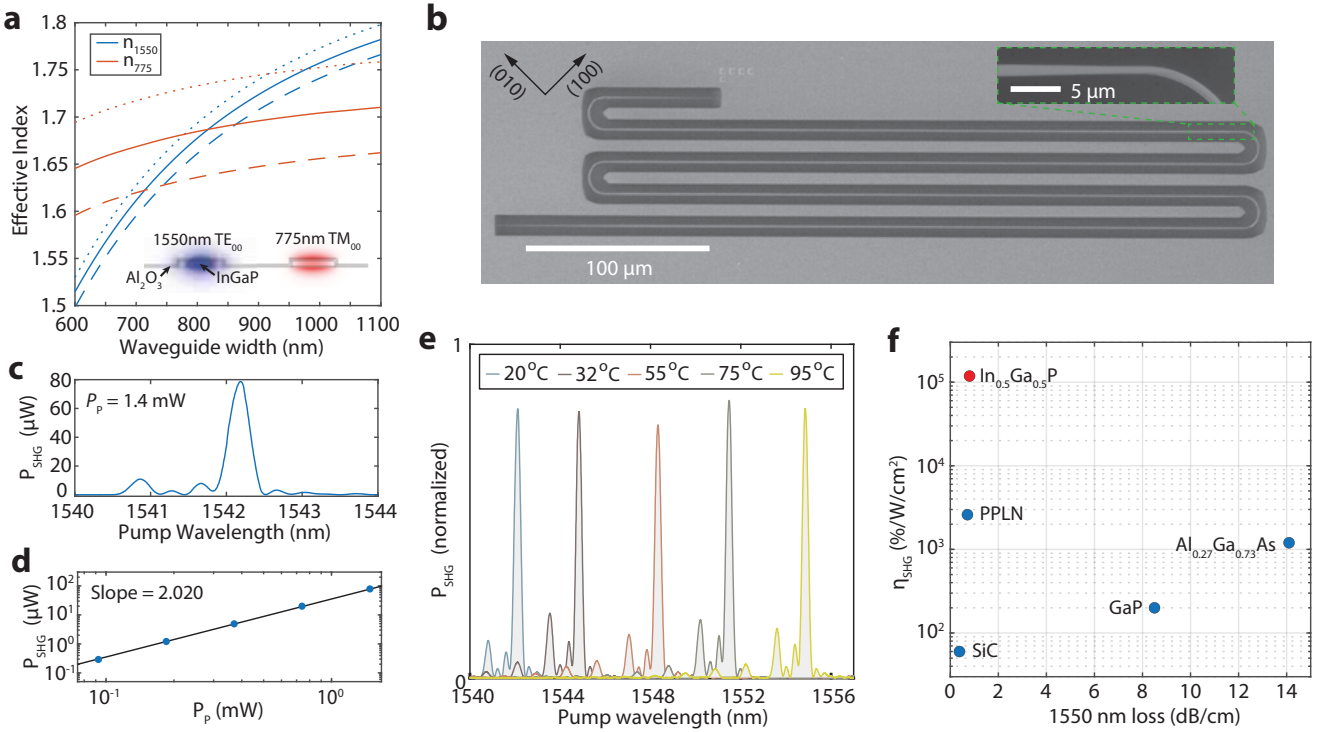 a
1.8
1.75
1.7
1.65
1.6
1.55
1.5
Effective Index
n1550
n775
1550nm TE00
775nm TM00
Al2O3
InGaP
600 700 800 900 1000 1100
Waveguide width (nm)
b
(010)
(100)
5 µm
100 µm
c
80
60
40
20
0
P_SHG (µW)
P_P = 1.4 mW
1540 1541 1542 1543 1544
Pump Wavelength (nm)
d
10^2
10^1
10^0
10^-1
P_SHG (µW)
Slope = 2.020
10^-1 10^0
P_P (mW)
e
1
0
P_SHG (normalized)
20°C 32°C 55°C 75°C 95°C
1540 1544 1548 1552 1556
Pump wavelength (nm)
f
10^5
10^4
10^3
10^2
η_SHG (%/W/cm^2)
In0.5Ga0.5P
PPLN
Al0.27Ga0.73As
GaP
SiC
0 2 4 6 8 10 12 14
1550 nm loss (dB/cm)